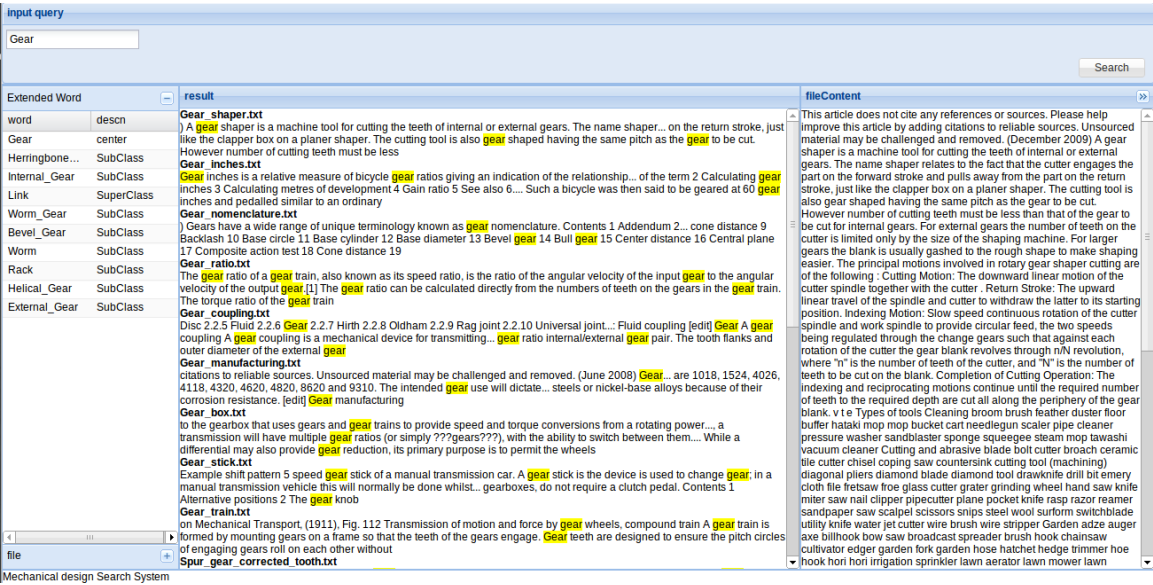 input query
Gear
Search
Extended Word
word descn
Gear center
Herringbone... SubClass
Internal_Gear SubClass
Link SuperClass
Worm_Gear SubClass
Bevel_Gear SubClass
Worm SubClass
Rack SubClass
Helical_Gear SubClass
External_Gear SubClass
file
result
Gear_shaper.txt
) A gear shaper is a machine tool for cutting the teeth of internal or external gears. The name shaper... on the return stroke, just
like the clapper box on a planer shaper. The cutting tool is also gear shaped having the same pitch as the gear to be cut.
However number of cutting teeth must be less
Gear_inches.txt
Gear inches is a relative measure of bicycle gear ratios giving an indication of the relationship... of the term 2 Calculating gear
inches 3 Calculating metres of development 4 Gain ratio 5 See also 6.... Such a bicycle was then said to be geared at 60 gear
inches and pedalled similar to an ordinary
Gear_nomenclature.txt
) Gears have a wide range of unique terminology known as gear nomenclature. Contents 1 Addendum 2... cone distance 9
Backlash 10 Base circle 11 Base cylinder 12 Base diameter 13 Bevel gear 14 Bull gear 15 Center distance 16 Central plane
17 Composite action test 18 Cone distance 19
Gear_ratio.txt
The gear ratio of a gear train, also known as its speed ratio, is the ratio of the angular velocity of the input gear to the angular
velocity of the output gear.[1] The gear ratio can be calculated directly from the numbers of teeth on the gears in the gear train.
The torque ratio of the gear train
Gear_coupling.txt
Disc 2.2.5 Fluid 2.2.6 Gear 2.2.7 Hirth 2.2.8 Oldham 2.2.9 Rag joint 2.2.10 Universal joint...: Fluid coupling [edit] Gear A gear
coupling A gear coupling is a mechanical device for transmitting... gear ratio internal/external gear pair. The tooth flanks and
outer diameter of the external gear
Gear_manufacturing.txt
citations to reliable sources. Unsourced material may be challenged and removed. (June 2008) Gear... are 1018, 1524, 4026,
4118, 4320, 4620, 4820, 8620 and 9310. The intended gear use will dictate... steels or nickel-base alloys because of their
corrosion resistance. [edit] Gear manufacturing
Gear_box.txt
to the gearbox that uses gears and gear trains to provide speed and torque conversions from a rotating power..., a
transmission will have multiple gear ratios (or simply ???gears???), with the ability to switch between them.... While a
differential may also provide gear reduction, its primary purpose is to permit the wheels
Gear_stick.txt
Example shift pattern 5 speed gear stick of a manual transmission car. A gear stick is the device is used to change gear; in a
manual transmission vehicle this will normally be done whilst... gearboxes, do not require a clutch pedal. Contents 1
Alternative positions 2 The gear knob
Gear_train.txt
on Mechanical Transport, (1911), Fig. 112 Transmission of motion and force by gear wheels, compound train A gear train is
formed by mounting gears on a frame so that the teeth of the gears engage. Gear teeth are designed to ensure the pitch circles
of engaging gears roll on each other without
Spur_gear_corrected_tooth.txt
fileContent
This article does not cite any references or sources. Please help
improve this article by adding citations to reliable sources. Unsourced
material may be challenged and removed. (December 2009) A gear
shaper is a machine tool for cutting the teeth of internal or external
gears. The name shaper relates to the fact that the cutter engages the
part on the forward stroke and pulls away from the part on the return
stroke, just like the clapper box on a planer shaper. The cutting tool is
also gear shaped having the same pitch as the gear to be cut.
However number of cutting teeth must be less than that of the gear to
be cut for internal gears. For external gears the number of teeth on the
cutter is limited only by the size of the shaping machine. For larger
gears the blank is usually gashed to the rough shape to make shaping
easier. The principal motions involved in rotary gear shaper cutting are
of the following : Cutting Motion: The downward linear motion of the
cutter spindle together with the cutter . Return Stroke: The upward
linear travel of the spindle and cutter to withdraw the latter to its starting
position. Indexing Motion: Slow speed continuous rotation of the cutter
spindle and work spindle to provide circular feed, the two speeds
being regulated through the change gears such that against each
rotation of the cutter the gear blank revolves through n/N revolution,
where "n" is the number of teeth of the cutter, and "N" is the number of
teeth to be cut on the blank. Completion of Cutting Operation: The
indexing and reciprocating motions continue until the required number
of teeth to the required depth are cut all along the periphery of the gear
blank. v t e Types of tools Cleaning broom brush feather duster floor
buffer hataki mop mop bucket cart needlegun scaler pipe cleaner
pressure washer sandblaster sponge squeegee steam mop tawashi
vacuum cleaner Cutting and abrasive blade bolt cutter broach ceramic
tile cutter chisel coping saw countersink cutting tool (machining)
diagonal pliers diamond blade diamond tool drawknife drill bit emery
cloth file fretsaw froe glass cutter grater grinding wheel hand saw knife
miter saw nail clipper pipecutter plane pocket knife rasp razor reamer
sandpaper saw scalpel scissors snips steel wool surform switchblade
utility knife water jet cutter wire brush wire stripper Garden adze auger
axe billhook bow saw broadcast spreader brush hook chainsaw
cultivator edger garden fork garden hose hatchet hedge trimmer hoe
hook hori hori irrigation sprinkler lawn aerator lawn mower lawn
Mechanical design Search System